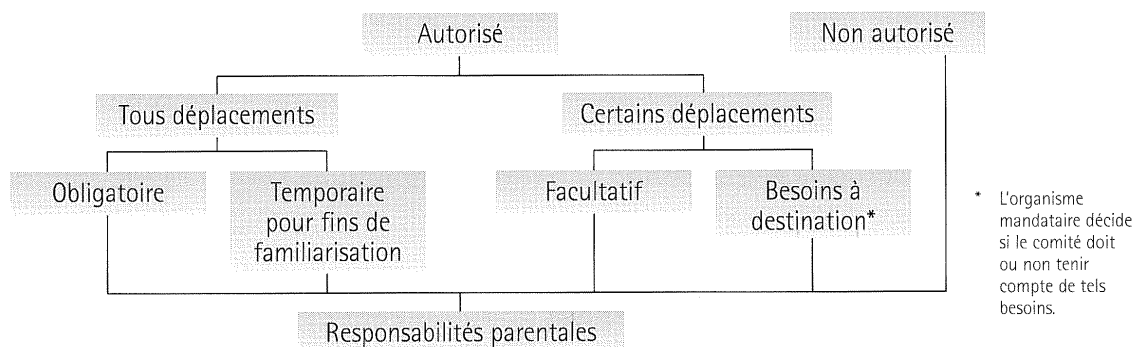 Autorisé
Non autorisé
Tous déplacements
Certains déplacements
Obligatoire
Temporaire
pour fins de
familiarisation
Facultatif
Besoins à
destination*
* L'organisme
mandataire décide
si le comité doit
ou non tenir
compte de tels
besoins.
Responsabilités parentales